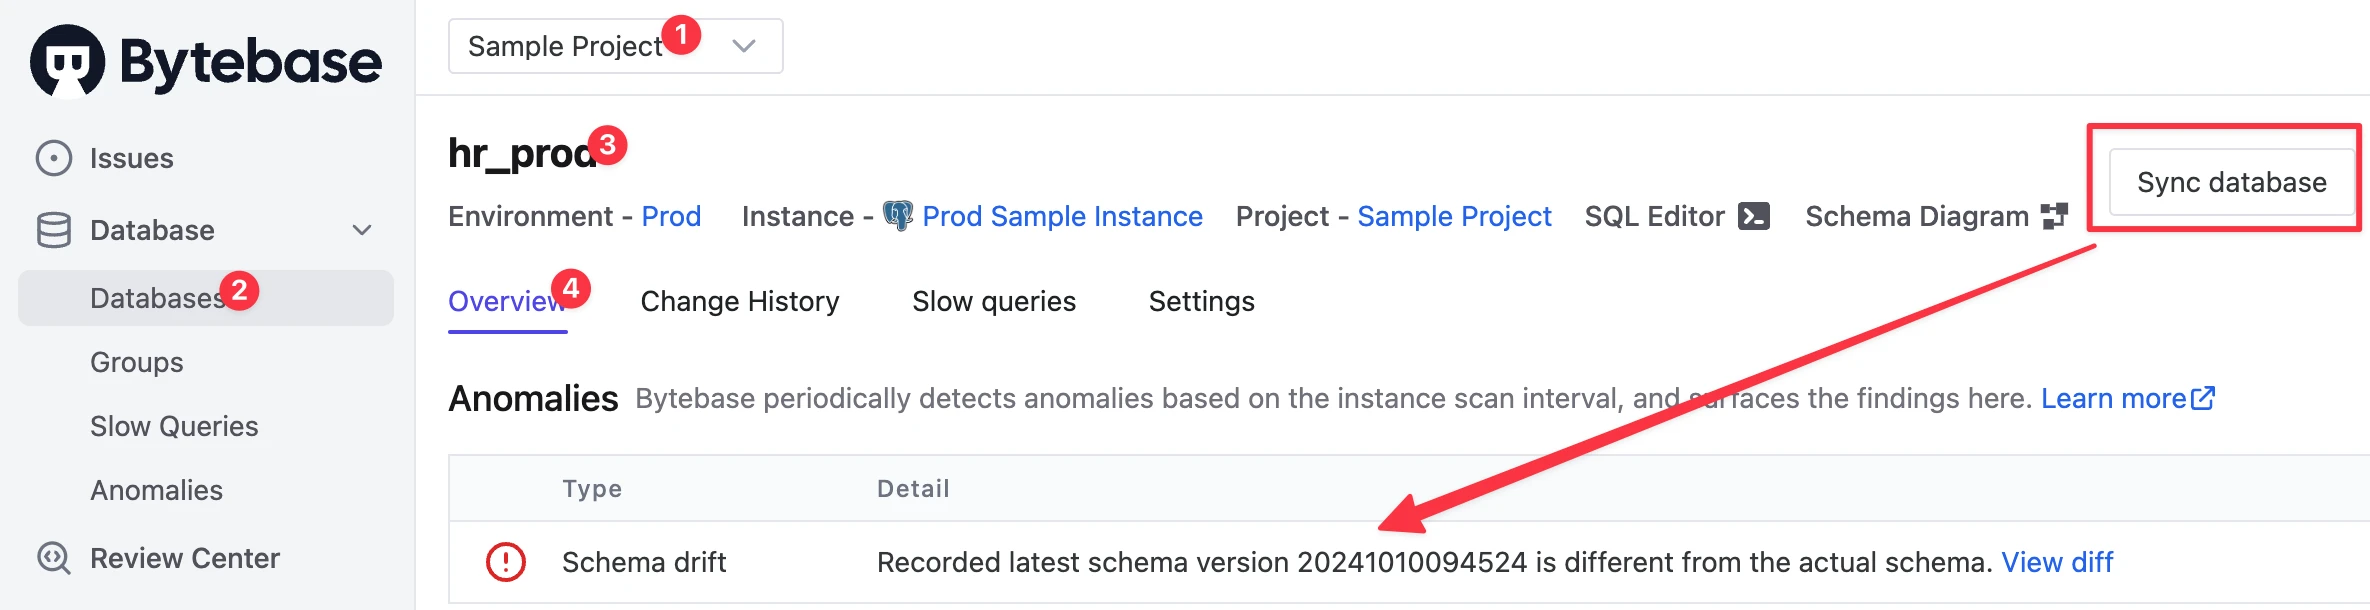 Bytebase
Issues
Database
Databases 2
Groups
Slow Queries
Anomalies
Review Center
Sample Project 1
hr_prod 3
Sync database
Environment - Prod Instance - Prod Sample Instance Project - Sample Project SQL Editor Schema Diagram
Overview 4 Change History Slow queries Settings
Anomalies Bytebase periodically detects anomalies based on the instance scan interval, and surfaces the findings here. Learn more
Type Detail
Schema drift Recorded latest schema version 20241010094524 is different from the actual schema. View diff